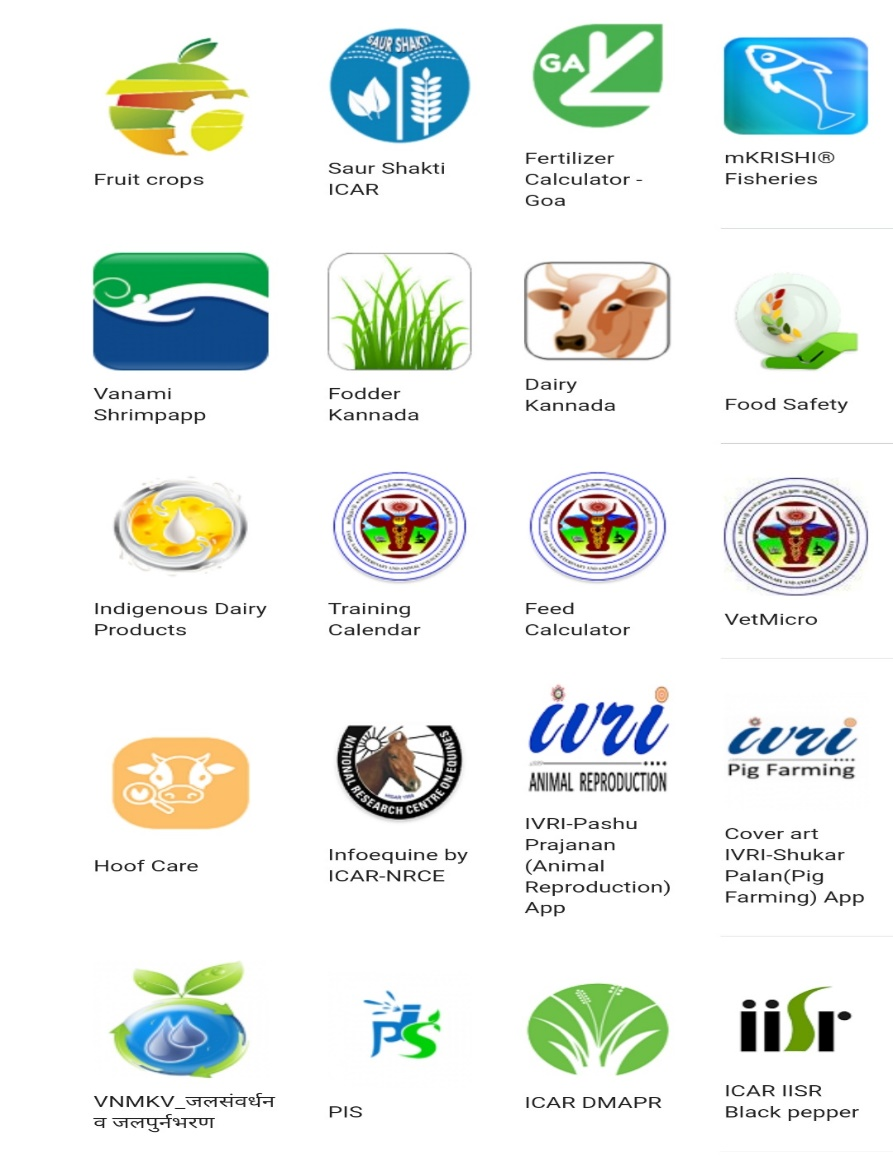 SAUR SHAKTI
GA
Fruit crops
Saur Shakti
ICAR
Fertilizer
Calculator -
Goa
mKRISHI®
Fisheries
Vanami
Shrimpapp
Fodder
Kannada
Dairy
Kannada
Food Safety
Indigenous Dairy
Products
Training
Calendar
Feed
Calculator
VetMicro
Hoof Care
NATIONAL RESEARCH CENTRE ON EQUINES
Infoequine by
ICAR-NRCE
ivri
ANIMAL REPRODUCTION
IVRI-Pashu
Prajanan
(Animal
Reproduction)
App
ivri
Pig Farming
Cover art
IVRI-Shukar
Palan(Pig
Farming) App
VNMKV_जलसंवर्धन
व जलपुर्नभरण
pis
PIS
ICAR DMAPR
iisr
ICAR IISR
Black pepper